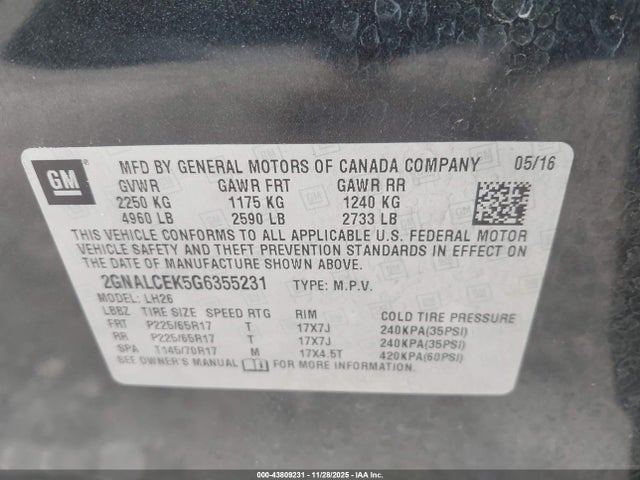 GM
MFD BY GENERAL MOTORS OF CANADA COMPANY 05/16
GVWR GAWR FRT GAWR RR
2250 KG 1175 KG 1240 KG
4960 LB 2590 LB 2733 LB
THIS VEHICLE CONFORMS TO ALL APPLICABLE U.S. FEDERAL MOTOR
VEHICLE SAFETY AND THEFT PREVENTION STANDARDS IN EFFECT ON
THE DATE OF MANUFACTURE SHOWN ABOVE.
2GNALCEK5G6355231 TYPE: M.P.V.
MODEL: LH26
LBBZ TIRE SIZE SPEED RTG RIM COLD TIRE PRESSURE
FRT P225/65R17 T 17X7J 240KPA(35PSI)
RR P225/65R17 T 17X7J 240KPA(35PSI)
SPA T145/70R17 M 17X4.5T 420KPA(60PSI)
SEE OWNER'S MANUAL FOR MORE INFORMATION
000-43809231 - 11/28/2025 - IAA Inc.